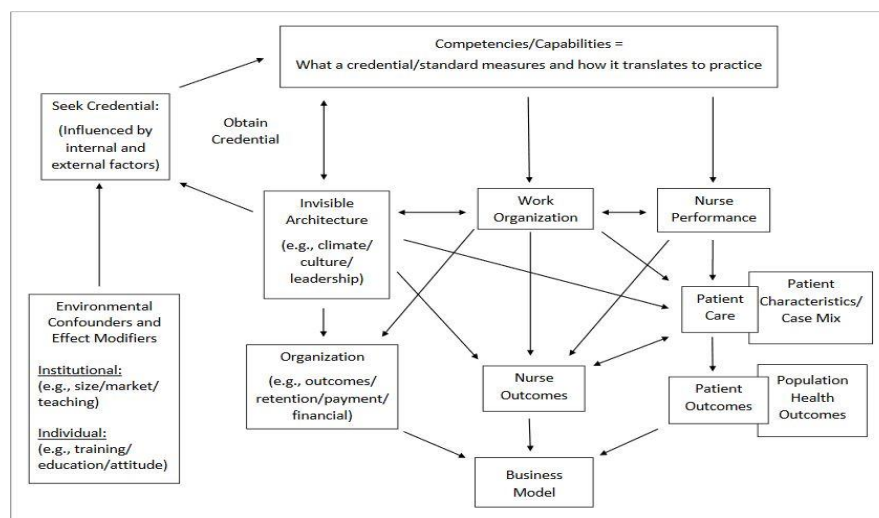 Competencies/Capabilities =
What a credential/standard measures and how it translates to practice
Seek Credential:
(Influenced by
internal and
external factors)
Obtain
Credential
Invisible
Architecture
(e.g., climate/
culture/
leadership)
Work
Organization
Nurse
Performance
Environmental
Confounders and
Effect Modifiers
Institutional:
(e.g., size/market/
teaching)
Individual:
(e.g., training/
education/attitude)
Patient
Care
Patient
Characteristics/
Case Mix
Organization
(e.g., outcomes/
retention/payment/
financial)
Nurse
Outcomes
Patient
Outcomes
Population
Health
Outcomes
Business
Model